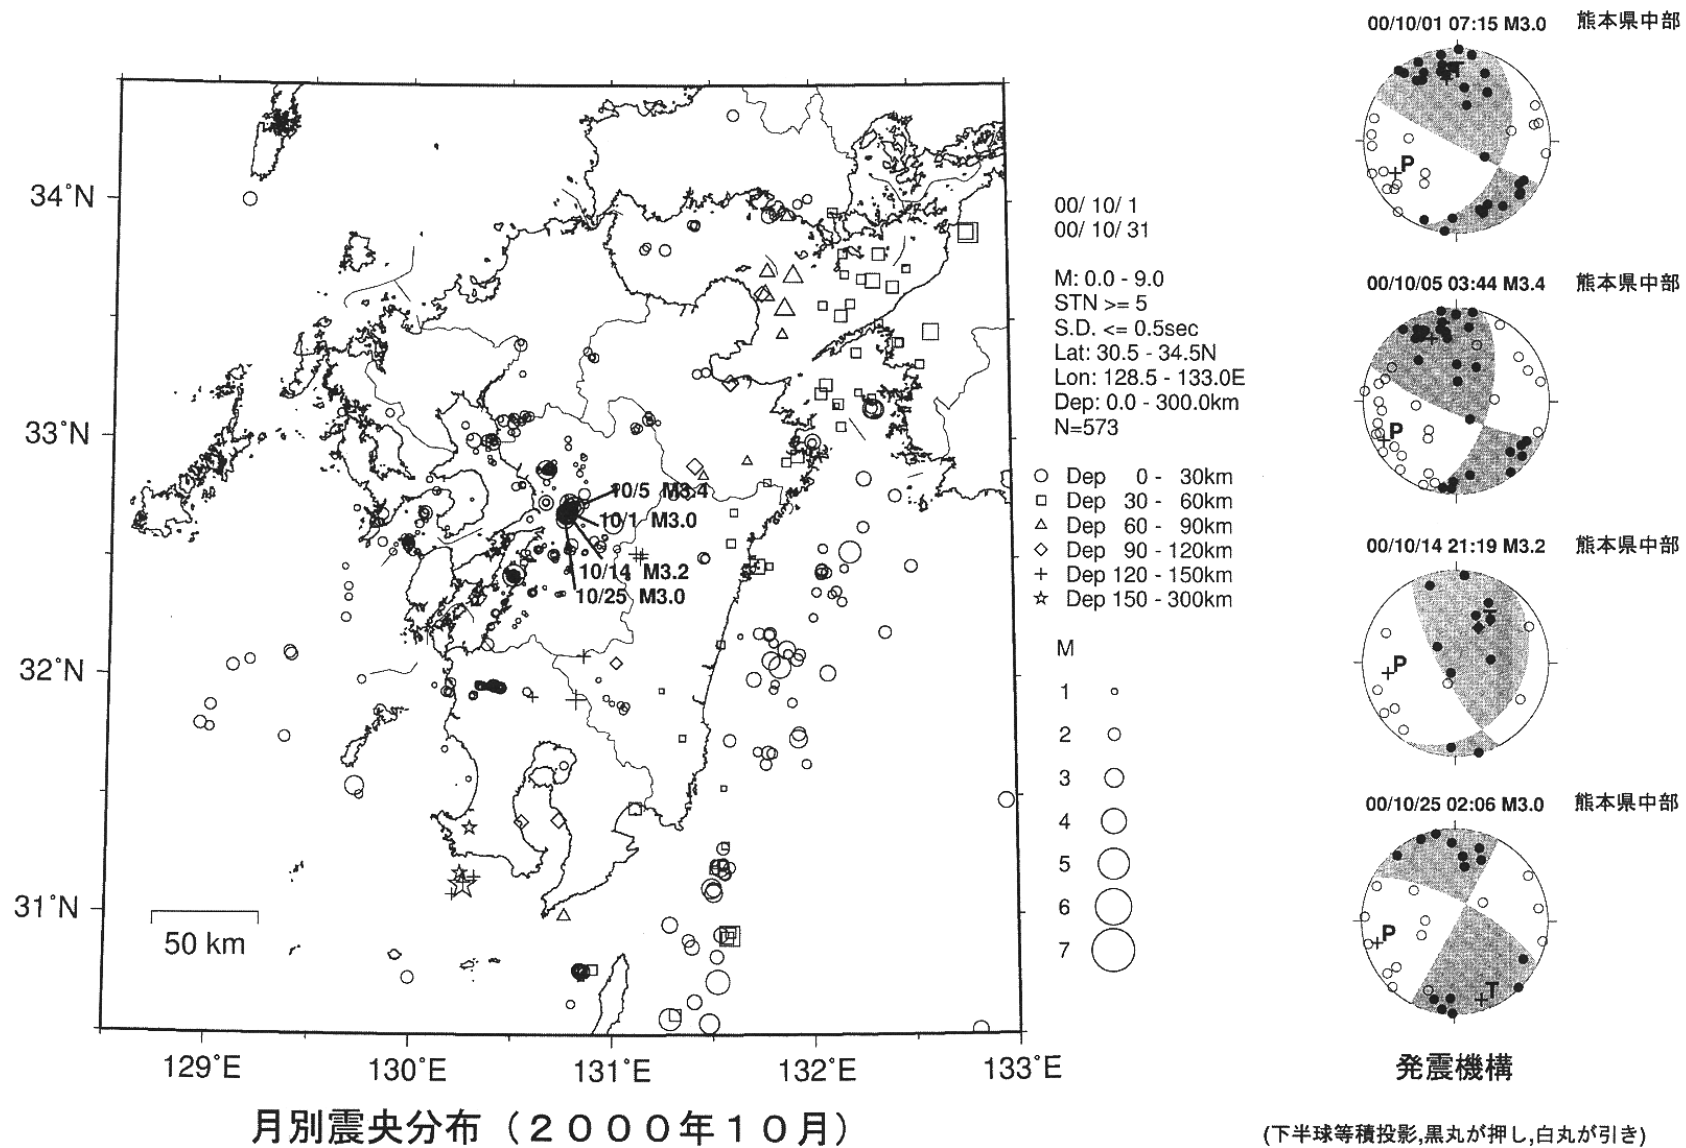 34°N
33°N
32°N
31°N
129°E
130°E
131°E
132°E
133°E
50 km
10/5 M3.4
10/1 M3.0
10/14 M3.2
10/25 M3.0
月別震央分布（２０００年１０月）
00/ 10/ 1
00/ 10/ 31
M: 0.0 - 9.0
STN >= 5
S.D. <= 0.5sec
Lat: 30.5 - 34.5N
Lon: 128.5 - 133.0E
Dep: 0.0 - 300.0km
N=573
Dep 0 - 30km
Dep 30 - 60km
Dep 60 - 90km
Dep 90 - 120km
Dep 120 - 150km
Dep 150 - 300km
M
1
2
3
4
5
6
7
00/10/01 07:15 M3.0 熊本県中部
T
P
00/10/05 03:44 M3.4 熊本県中部
P
00/10/14 21:19 M3.2 熊本県中部
T
P
00/10/25 02:06 M3.0 熊本県中部
P
T
発震機構
(下半球等積投影,黒丸が押し,白丸が引き)